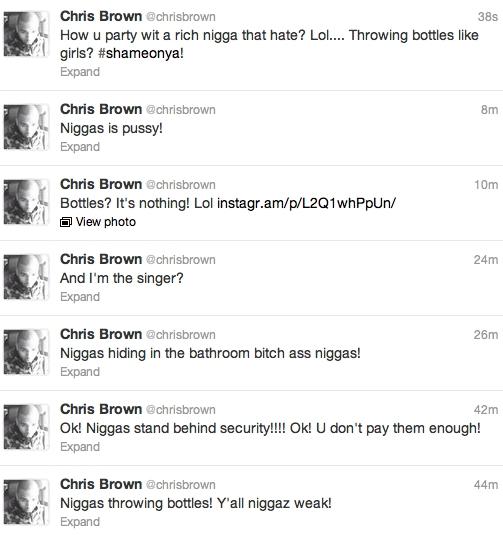 Chris Brown @chrisbrown 38s
How u party wit a rich nigga that hate? Lol.... Throwing bottles like
girls? #shameonya!
Expand
Chris Brown @chrisbrown 8m
Niggas is pussy!
Expand
Chris Brown @chrisbrown 10m
Bottles? It's nothing! Lol instagr.am/p/L2Q1whPpUn/
View photo
Chris Brown @chrisbrown 24m
And I'm the singer?
Expand
Chris Brown @chrisbrown 26m
Niggas hiding in the bathroom bitch ass niggas!
Expand
Chris Brown @chrisbrown 42m
Ok! Niggas stand behind security!!!! Ok! U don't pay them enough!
Expand
Chris Brown @chrisbrown 44m
Niggas throwing bottles! Y'all niggaz weak!
Expand